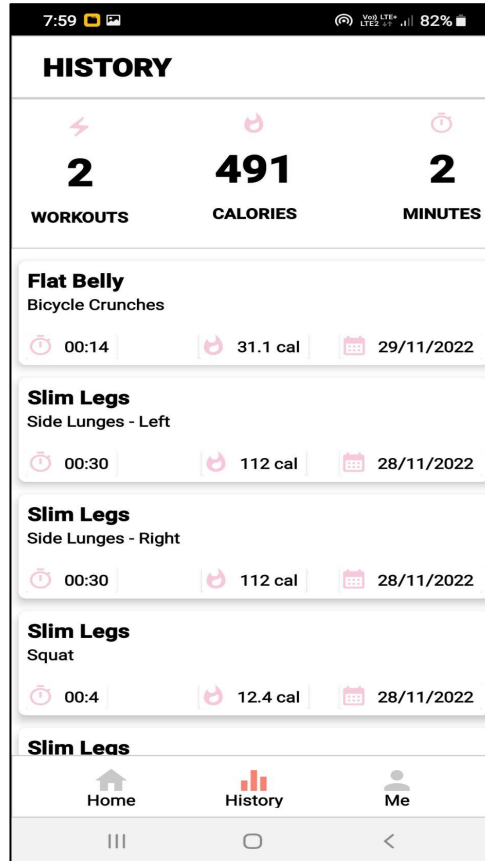 7:59 Vo)) LTE+ LTE2 82%
HISTORY
2 491 2
WORKOUTS CALORIES MINUTES
Flat Belly
Bicycle Crunches
00:14 31.1 cal 29/11/2022
Slim Legs
Side Lunges - Left
00:30 112 cal 28/11/2022
Slim Legs
Side Lunges - Right
00:30 112 cal 28/11/2022
Slim Legs
Squat
00:4 12.4 cal 28/11/2022
Slim Legs
Home History Me